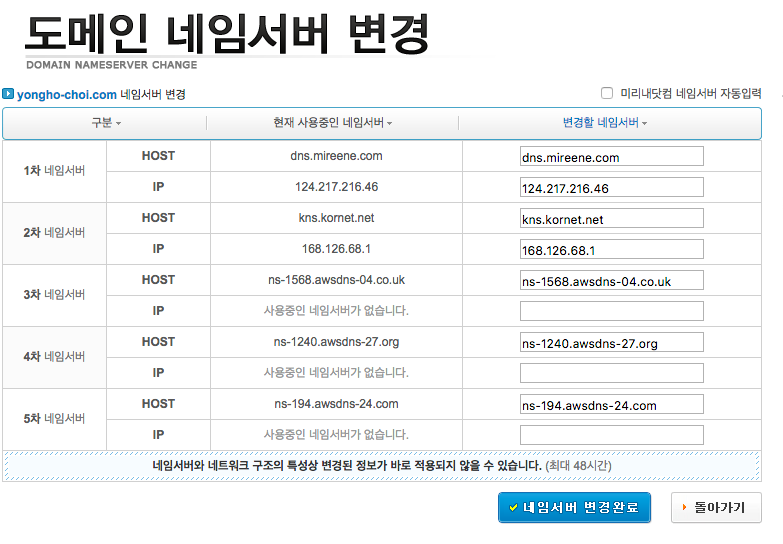 도메인 네임서버 변경
DOMAIN NAMESERVER CHANGE
yongho-choi.com 네임서버 변경
미리내닷컴 네임서버 자동입력
구분 현재 사용중인 네임서버 변경할 네임서버
1차 네임서버
HOST dns.mireene.com dns.mireene.com
IP 124.217.216.46 124.217.216.46
2차 네임서버
HOST kns.kornet.net kns.kornet.net
IP 168.126.68.1 168.126.68.1
3차 네임서버
HOST ns-1568.awsdns-04.co.uk ns-1568.awsdns-04.co.uk
IP 사용중인 네임서버가 없습니다.
4차 네임서버
HOST ns-1240.awsdns-27.org ns-1240.awsdns-27.org
IP 사용중인 네임서버가 없습니다.
5차 네임서버
HOST ns-194.awsdns-24.com ns-194.awsdns-24.com
IP 사용중인 네임서버가 없습니다.
네임서버와 네트워크 구조의 특성상 변경된 정보가 바로 적용되지 않을 수 있습니다. (최대 48시간)
네임서버 변경완료 돌아가기